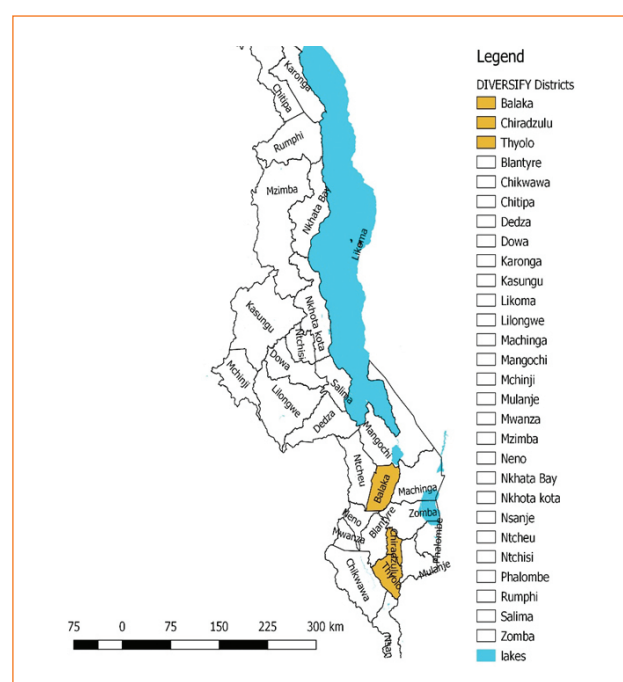 Karonga
Chitipa
Rumphi
Mzimba
Nkhata Bay
Likoma
Kasungu
Nkhota kota
Ntchisi
Dowa
Mchinji
Lilongwe
Salima
Dedza
Mangochi
Ntcheu
Balaka
Machinga
Zomba
Neno
Blantyre
Mwanza
Phalombe
Chiradzulu
Thyolo
Mulanje
Chikwawa
75 0 75 150 225 300 km
Legend
DIVERSIFY Districts
Balaka
Chiradzulu
Thyolo
Blantyre
Chikwawa
Chitipa
Dedza
Dowa
Karonga
Kasungu
Likoma
Lilongwe
Machinga
Mangochi
Mchinji
Mulanje
Mwanza
Mzimba
Neno
Nkhata Bay
Nkhota kota
Nsanje
Ntcheu
Ntchisi
Phalombe
Rumphi
Salima
Zomba
lakes